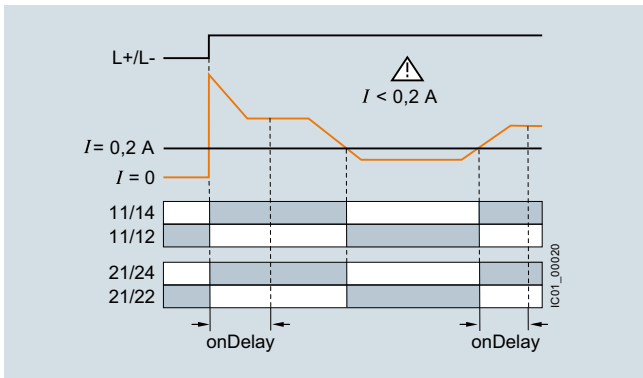 L+/L-
I < 0,2 A
I = 0,2 A
I = 0
11/14
11/12
21/24
21/22
IC01_00020
onDelay onDelay